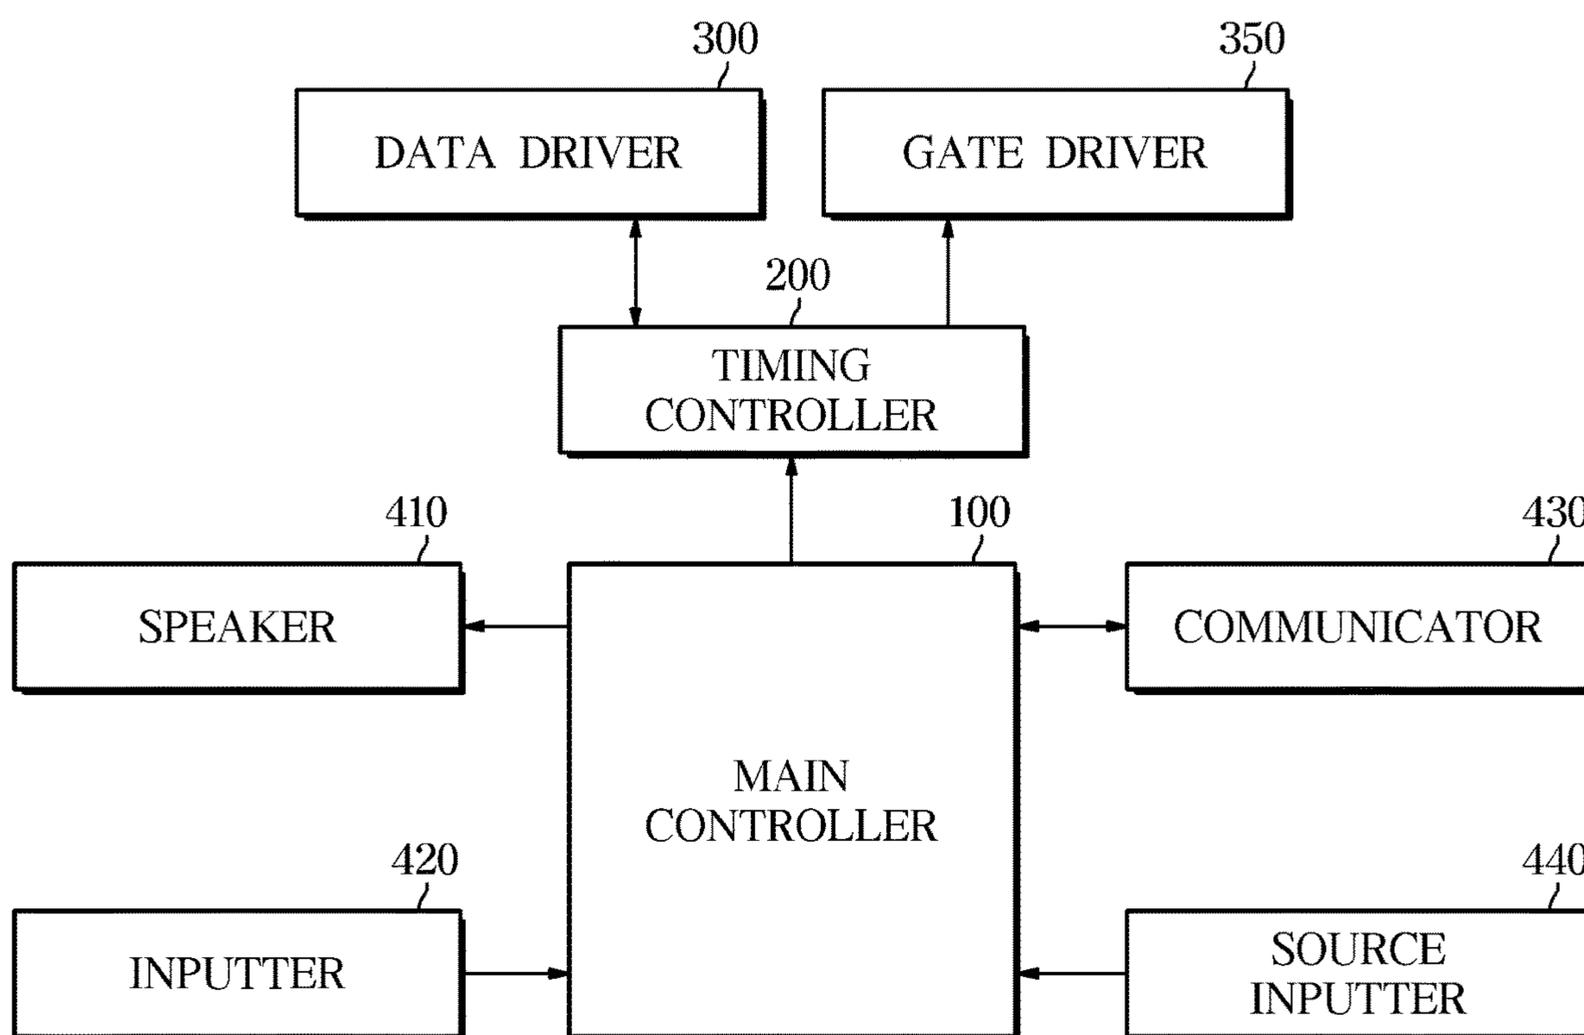 300
350
DATA DRIVER
GATE DRIVER
200
TIMING
CONTROLLER
410
100
430
SPEAKER
COMMUNICATOR
MAIN
CONTROLLER
420
440
INPUTTER
SOURCE
INPUTTER